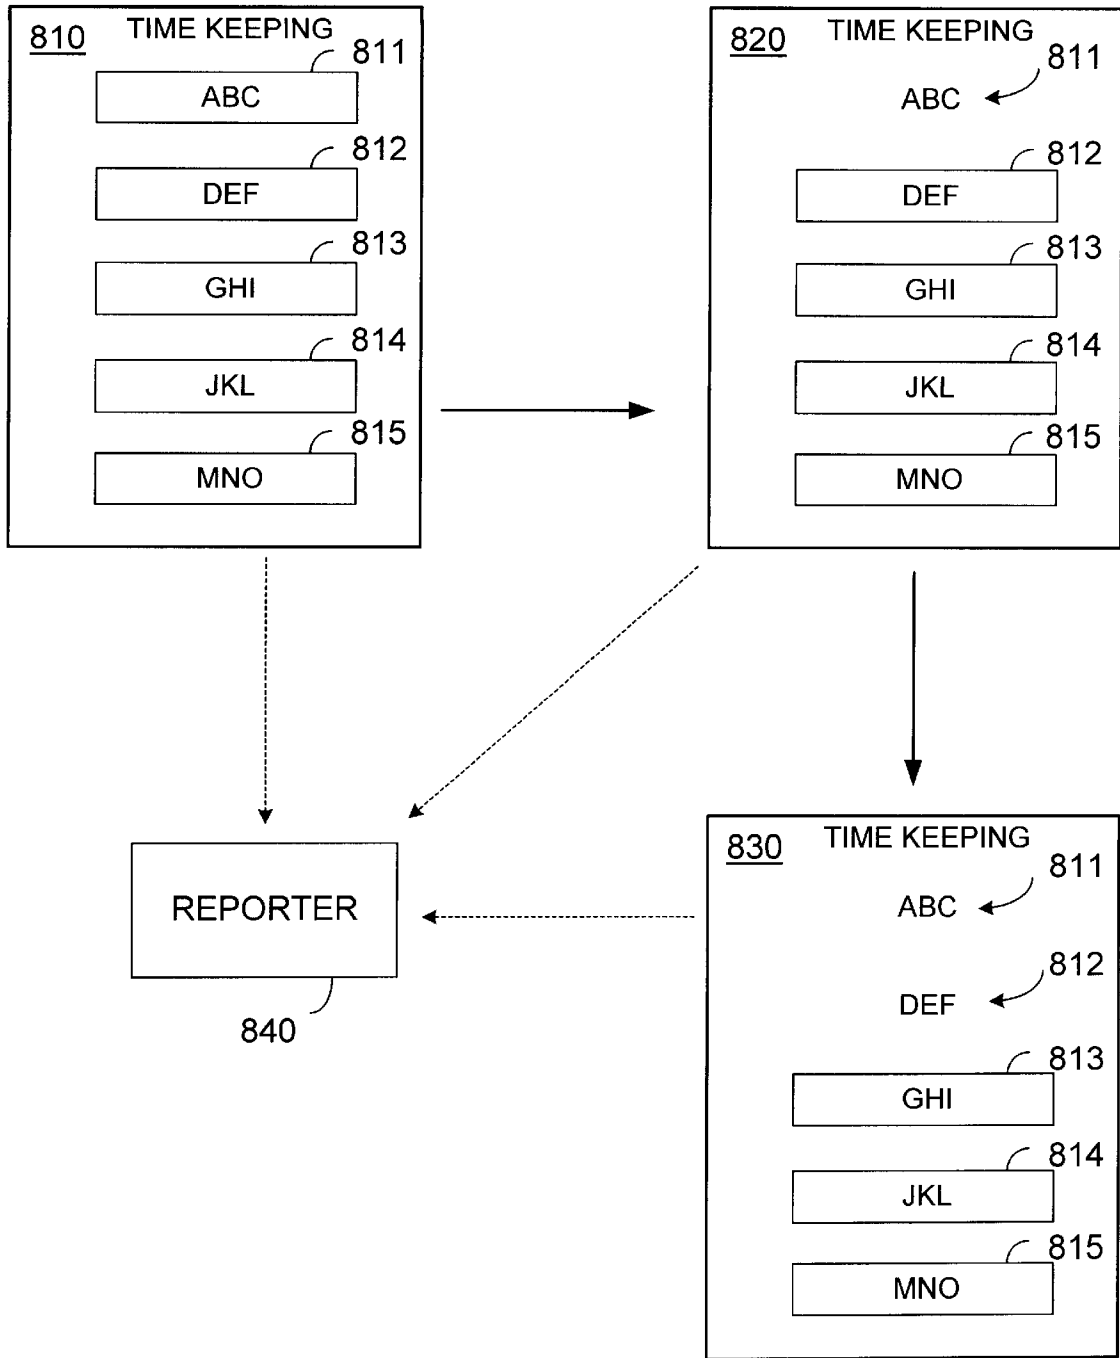 810 TIME KEEPING
811
ABC
812
DEF
813
GHI
814
JKL
815
MNO
820 TIME KEEPING
811
ABC
812
DEF
813
GHI
814
JKL
815
MNO
830 TIME KEEPING
811
ABC
812
DEF
813
GHI
814
JKL
815
MNO
REPORTER
840